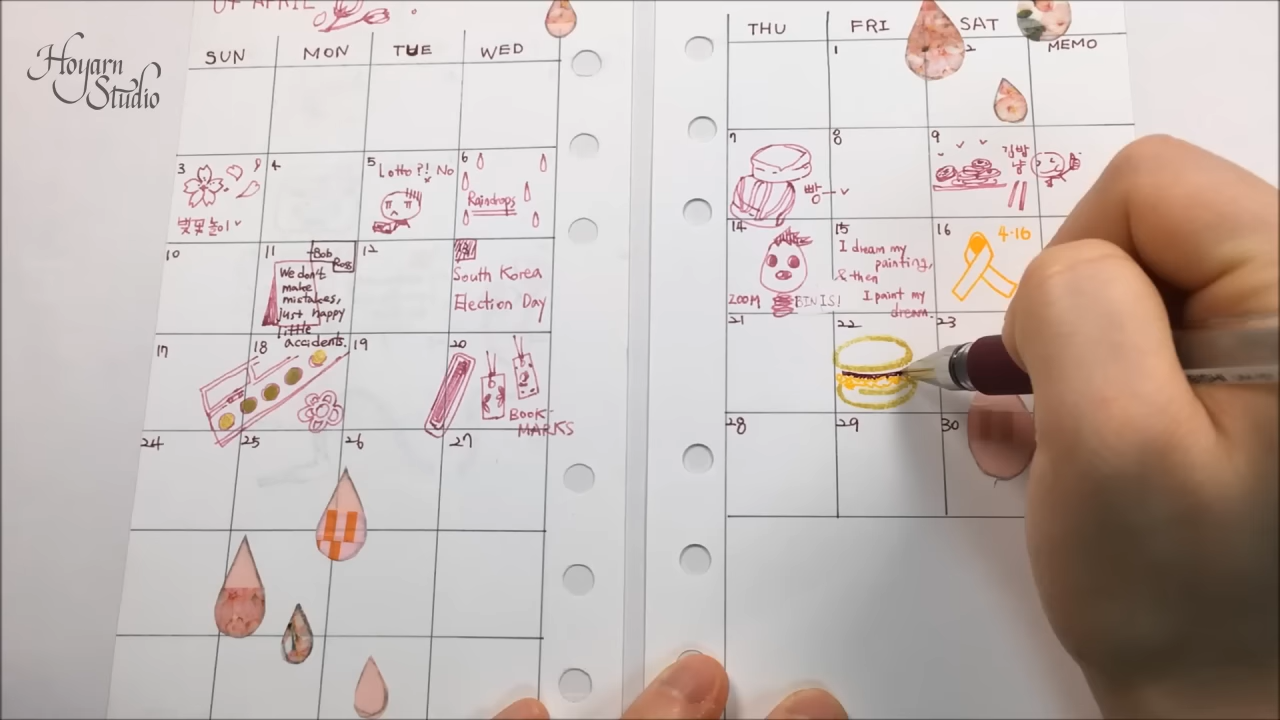 Hoyarn
Studio
OF APRIL
SUN MON TUE WED
3 4 5 6
벚꽃놀이
Lotto?! No
Raindrops
10 11 12 13
Bob
Ross
We don't
make
mistakes,
just happy
little
accidents.
South Korea
Election Day
17 18 19 20
BOOK-
MARKS
24 25 26 27
THU FRI SAT MEMO
1 2
7 8 9
빵
김밥
냠
14 15 16
ZOOM
BINIS!
I dream my
painting,
& then
I paint my
dream.
4.16
21 22 23
28 29 30